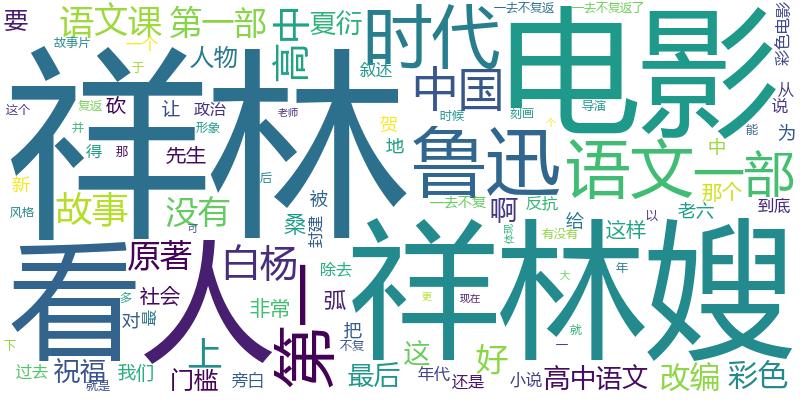 要
语文课
第一部
高中
夏衍
时代
一去不复返
一去不复返了
电影
彩色电影
故事片
一个
于
人物
叙述
中国
从
说
祥林
这个
复返
砍
让
政治
老师
贺
时候
刻画
导演
为
并
得
那
形象
地
鲁迅
个
能
先生
语文
一部
中
新
故事
没有
后
被
桑
封建
一去不复
啊
反抗
给
那个
老六
到底
风格
可
有没有
这样
以
看
人
原著
白杨
除去
祥林嫂
多
社会
非常
弧
更
现在
大
年
对
第一
把
这
就
下
上
不复
好
一
过去
祝福
我们
门槛
旁白
最后
年代
还是
小说
高中语文
改编
彩色
就是